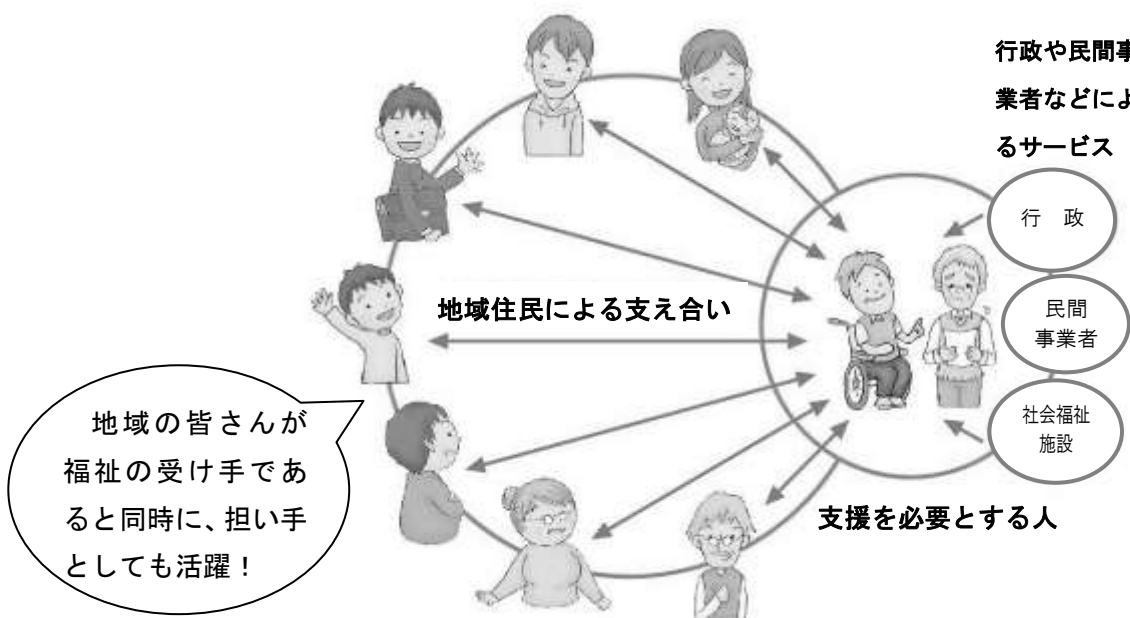 行政や民間事
業者などによ
るサービス
行 政
民間
事業者
社会福祉
施設
地域住民による支え合い
支援を必要とする人
地域の皆さんが
福祉の受け手であ
ると同時に、担い手
としても活躍！